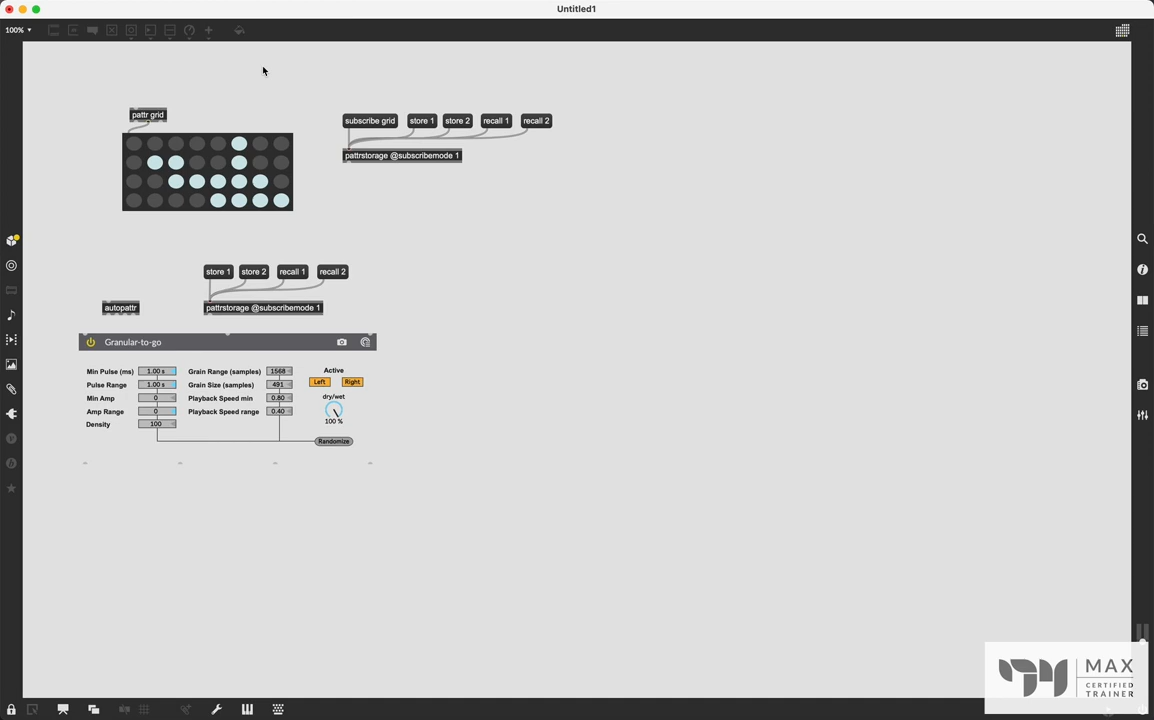 Untitled1
100%
pattr grid
subscribe grid
store 1
store 2
recall 1
recall 2
pattrstorage @subscribemode 1
store 1
store 2
recall 1
recall 2
autopattr
pattrstorage @subscribemode 1
Granular-to-go
Min Pulse (ms) 1.00 s
Pulse Range 1.00 s
Min Amp 0
Amp Range 0
Density 100
Grain Range (samples) 1568
Grain Size (samples) 491
Playback Speed min 0.80
Playback Speed range 0.40
Active
Left Right
dry/wet
100 %
Randomize
MAX
CERTIFIED
TRAINER